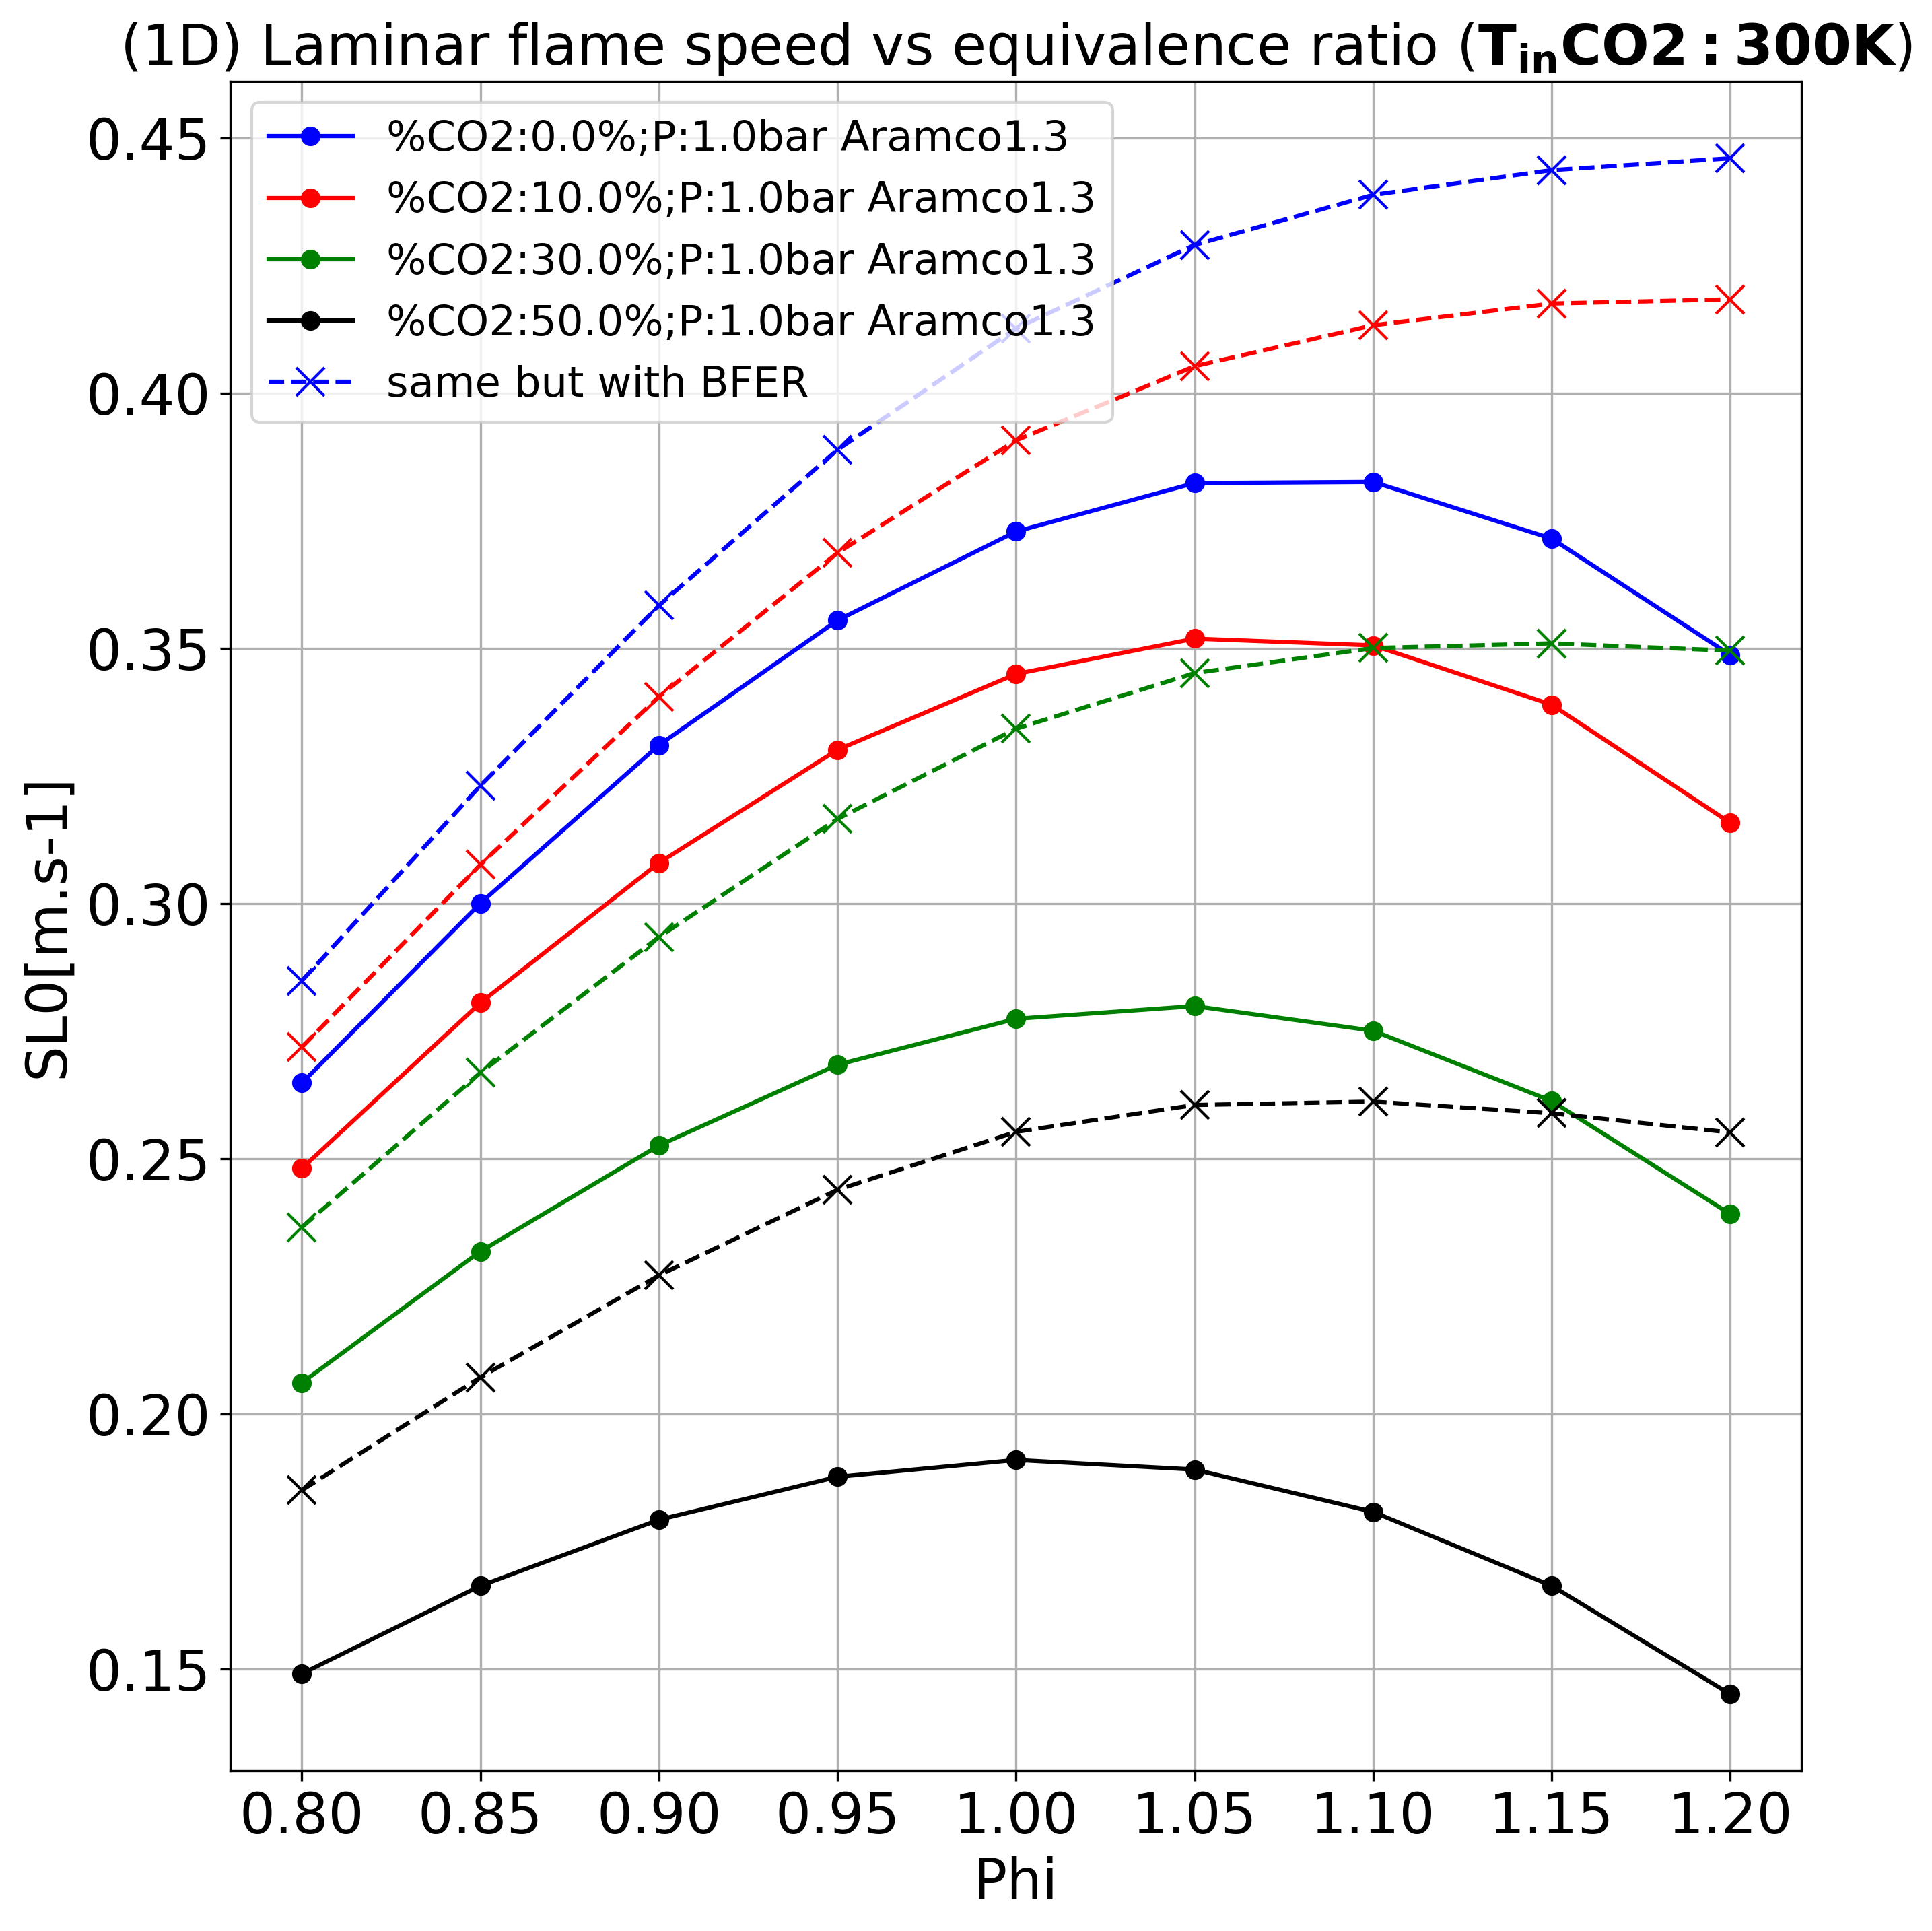 (1D) Laminar flame speed vs equivalence ratio (TinCO2 : 300K)
%CO2:0.0%;P:1.0bar Aramco1.3
%CO2:10.0%;P:1.0bar Aramco1.3
%CO2:30.0%;P:1.0bar Aramco1.3
%CO2:50.0%;P:1.0bar Aramco1.3
same but with BFER
SL0[m.s-1]
0.45
0.40
0.35
0.30
0.25
0.20
0.15
0.80 0.85 0.90 0.95 1.00 1.05 1.10 1.15 1.20
Phi